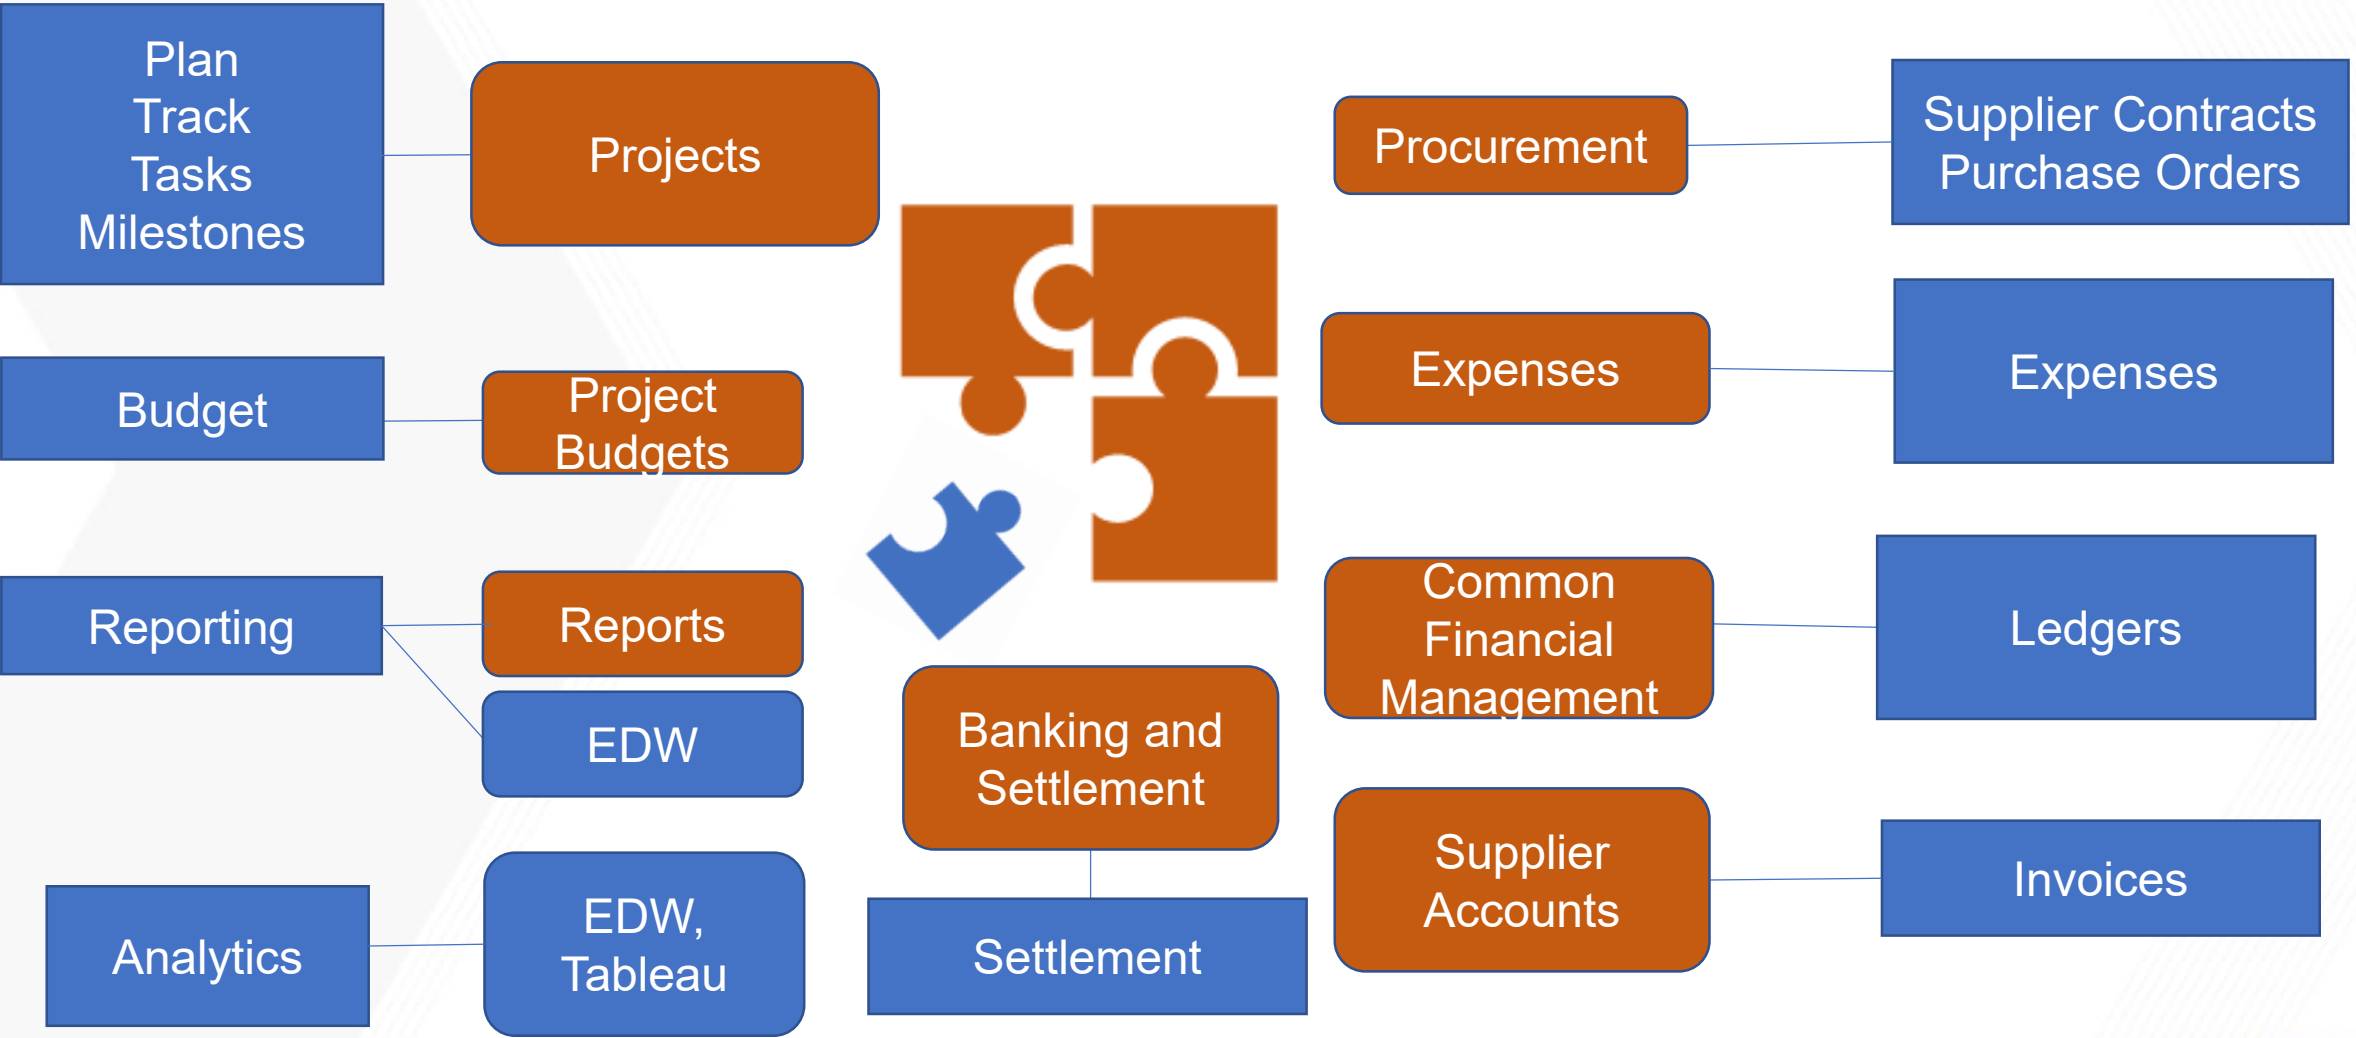 Plan
Track
Tasks
Milestones
Projects
Budget
Project
Budgets
Reporting
Reports
EDW
Analytics
EDW,
Tableau
Banking and
Settlement
Settlement
Procurement
Supplier Contracts
Purchase Orders
Expenses
Expenses
Common
Financial
Management
Ledgers
Supplier
Accounts
Invoices